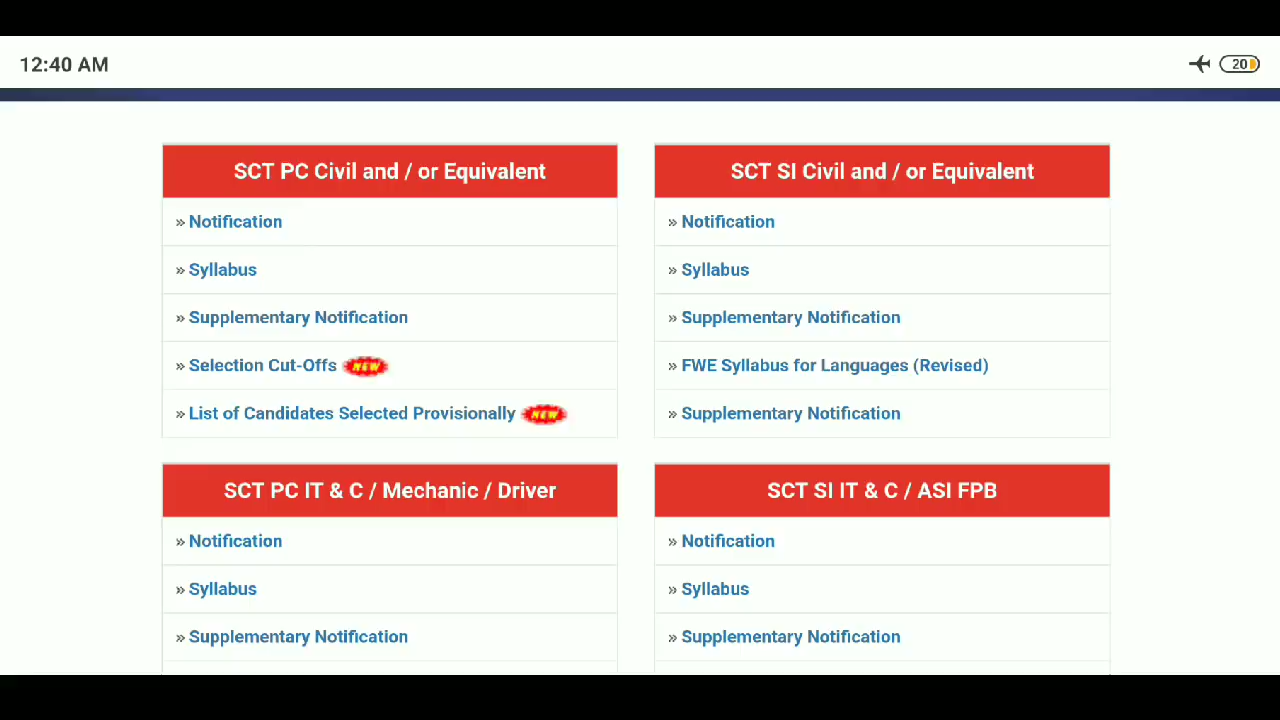 12:40 AM
20
SCT PC Civil and / or Equivalent
» Notification
» Syllabus
» Supplementary Notification
» Selection Cut-Offs NEW
» List of Candidates Selected Provisionally NEW
SCT SI Civil and / or Equivalent
» Notification
» Syllabus
» Supplementary Notification
» FWE Syllabus for Languages (Revised)
» Supplementary Notification
SCT PC IT & C / Mechanic / Driver
» Notification
» Syllabus
» Supplementary Notification
SCT SI IT & C / ASI FPB
» Notification
» Syllabus
» Supplementary Notification